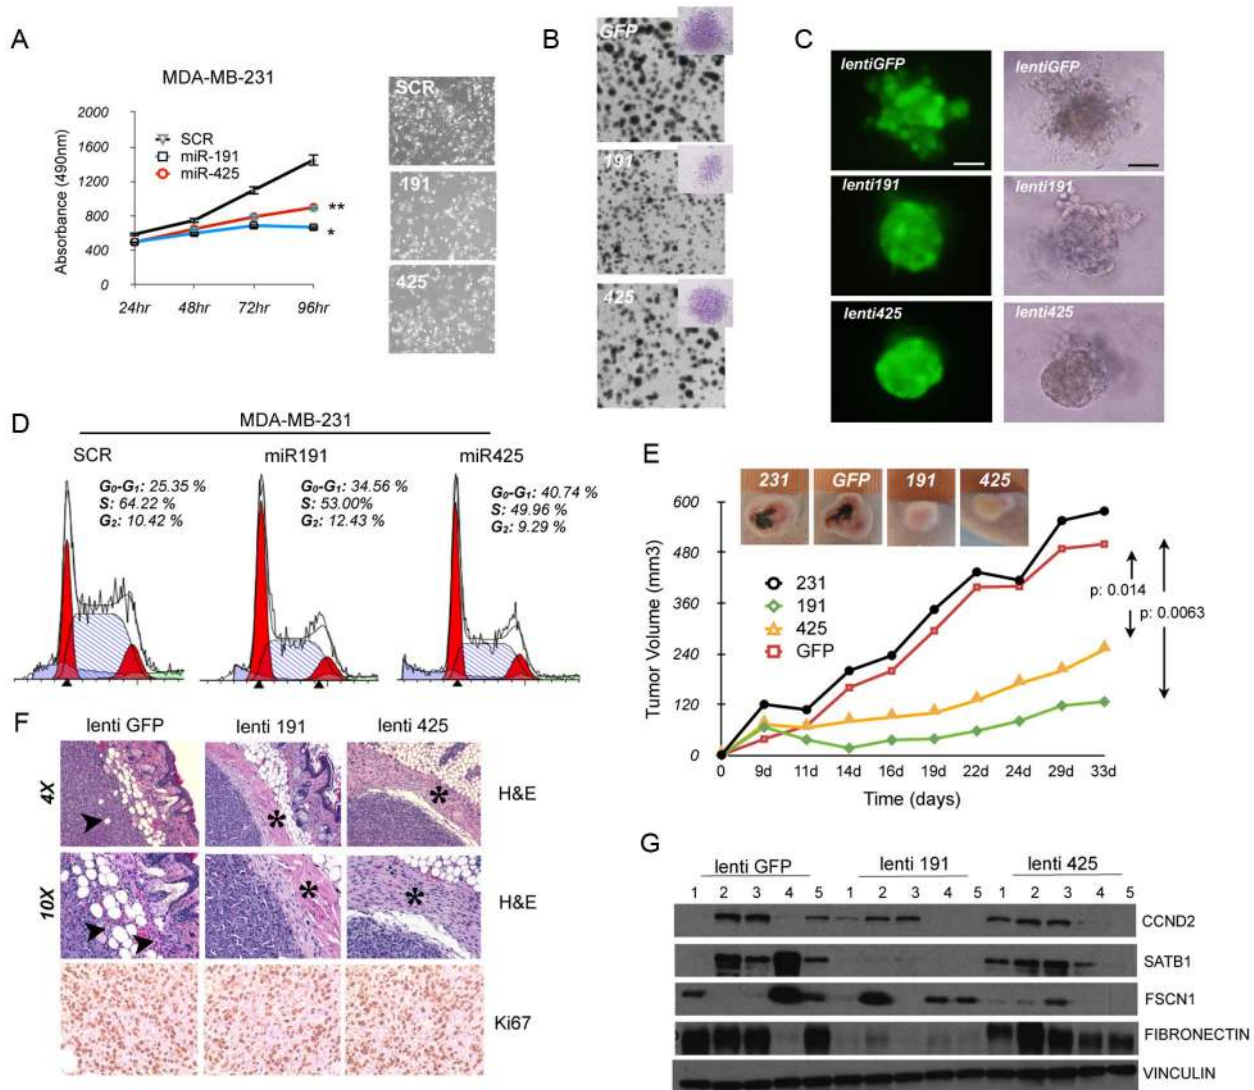 A
MDA-MB-231
Absorbance (490nm)
2000
1600
1200
800
400
0
SCR
miR-191
miR-425
**
*
24hr 48hr 72hr 96hr
SCR
191
425
B
GFP
191
425
C
lentiGFP lentiGFP
lenti191 lenti191
lenti425 lenti425
D
MDA-MB-231
SCR miR191 miR425
G0-G1: 25.35 %
S: 64.22 %
G2: 10.42 %
G0-G1: 34.56 %
S: 53.00%
G2: 12.43 %
G0-G1: 40.74 %
S: 49.96 %
G2: 9.29 %
E
231 GFP 191 425
Tumor Volume (mm3)
600
480
360
240
120
0
231
191
425
GFP
p: 0.014
p: 0.0063
0 9d 11d 14d 16d 19d 22d 24d 29d 33d
Time (days)
F
lenti GFP lenti 191 lenti 425
4X
* *
H&E
10X
* *
H&E
Ki67
G
lenti GFP lenti 191 lenti 425
1 2 3 4 5 1 2 3 4 5 1 2 3 4 5
CCND2
SATB1
FSCN1
FIBRONECTIN
VINCULIN